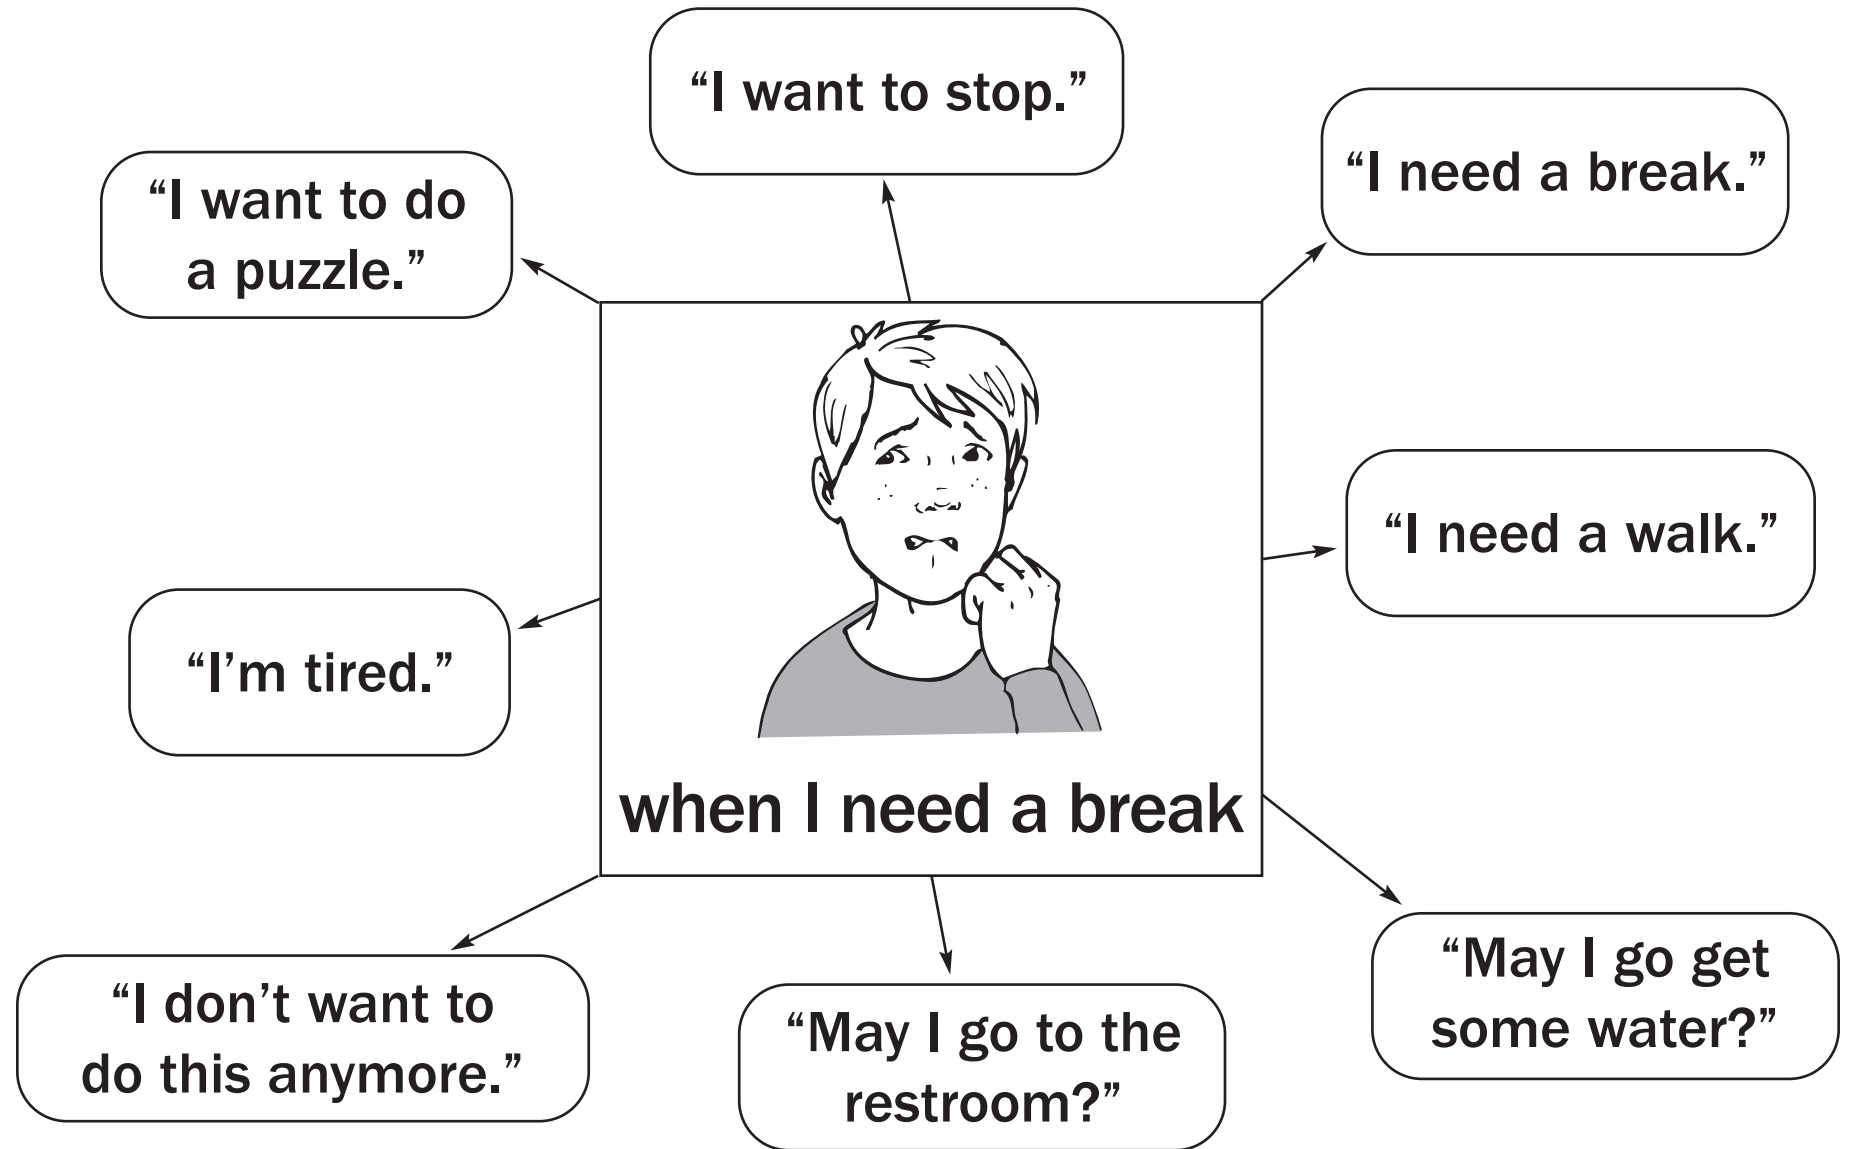 “I want to stop.”
“I need a break.”
“I want to do
a puzzle.”
“I need a walk.”
“I’m tired.”
when I need a break
“May I go get
some water?”
“I don’t want to
do this anymore.”
“May I go to the
restroom?”